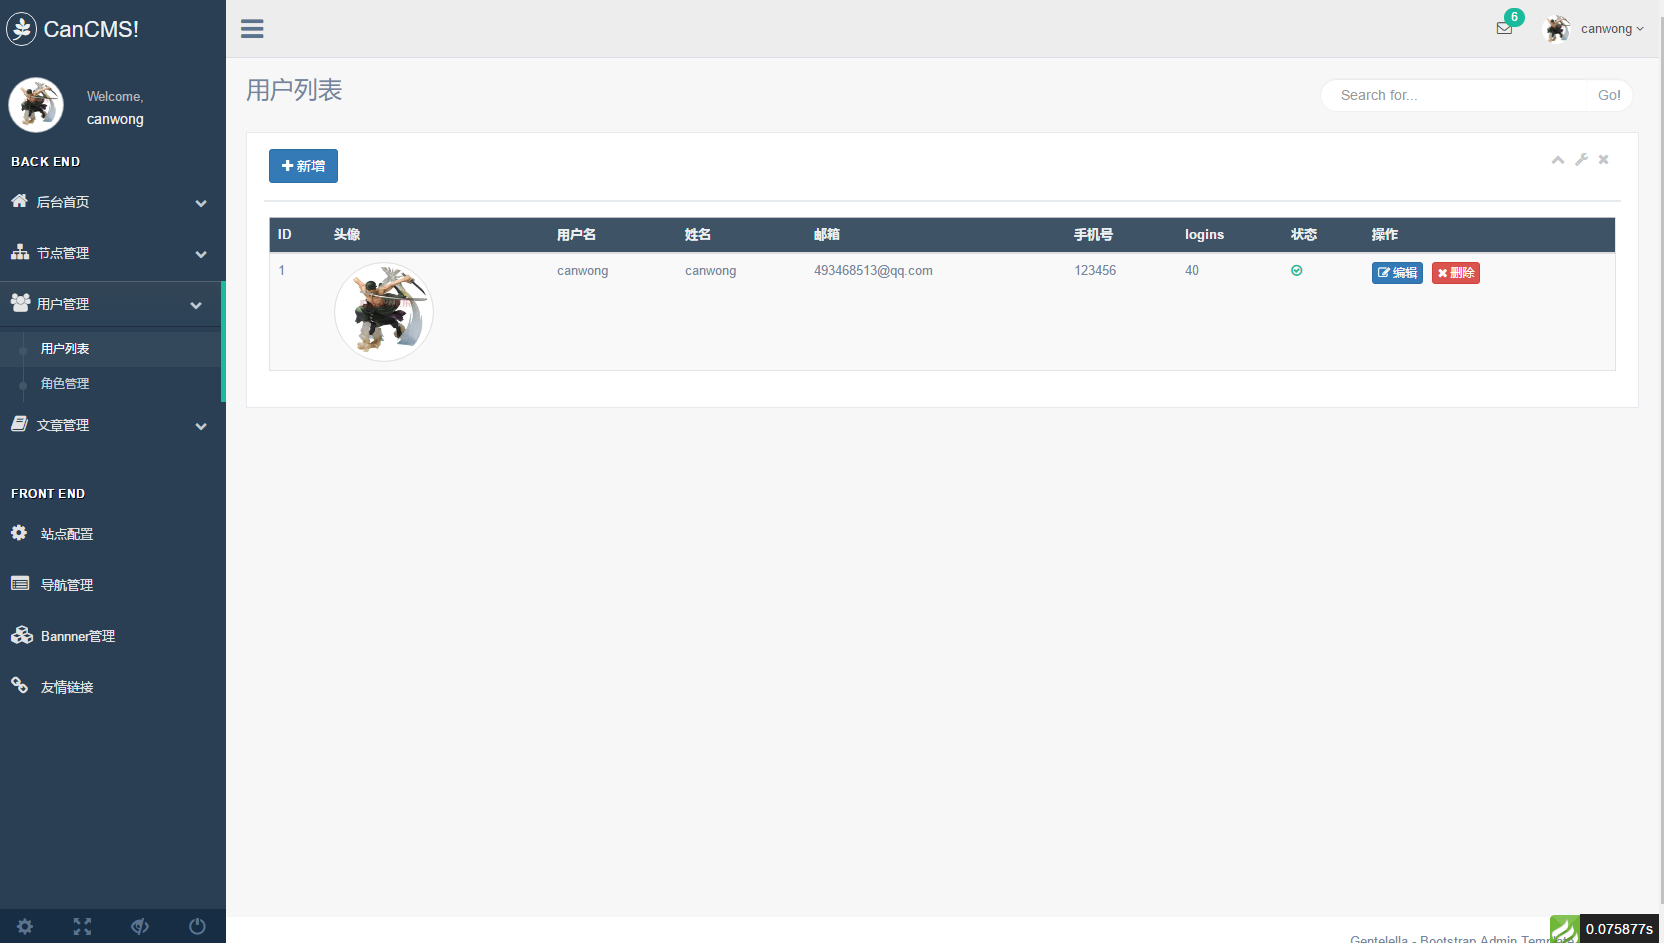 CanCMS!
6
canwong
Welcome,
canwong
用户列表
Search for...
Go!
BACK END
后台首页
节点管理
用户管理
用户列表
角色管理
文章管理
FRONT END
站点配置
导航管理
Bannner管理
友情链接
新增
ID 头像 用户名 姓名 邮箱 手机号 logins 状态 操作
1 canwong canwong 493468513@qq.com 123456 40 编辑 删除
Gentelella - Bootstrap Admin Template
0.075877s